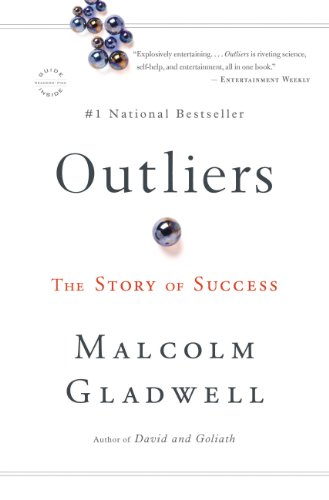 "Explosively entertaining. . . . Outliers is riveting science,
self-help, and entertainment, all in one book."
— Entertainment Weekly
GUIDE
READING
INSIDE
#1 National Bestseller
Outliers
The Story of Success
Malcolm
Gladwell
Author of David and Goliath